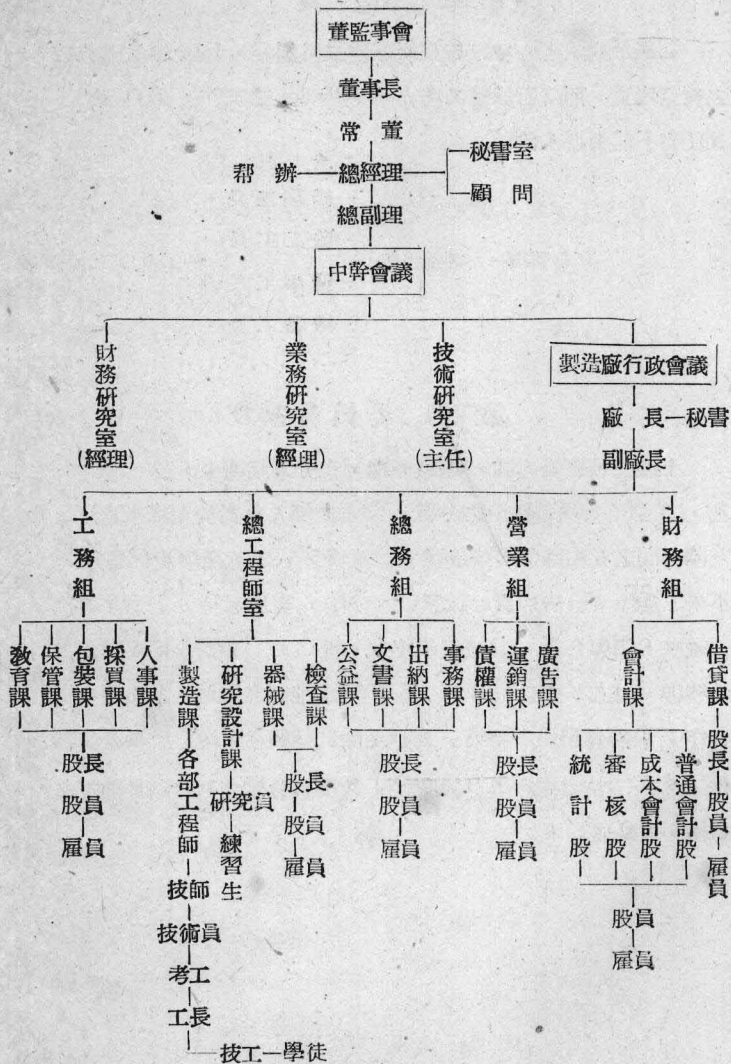 董監事會
董事長
常董
帮辦 總經理 秘書室
顧問
總副理
中幹會議
財務研究室(經理)
業務研究室(經理)
技術研究室(主任)
製造廠行政會議
廠長 秘書
副廠長
工務組
總工程師室
總務組
營業組
財務組
教育課
保管課
包裝課
採買課
人事課
股長
股員
雇員
製造課
各部工程師
技師
技術員
考工
工長
技工 學徒
研究設計課
研究員
練習生
器械課
檢查課
股長
股員
雇員
公益課
文書課
出納課
事務課
股長
股員
雇員
債權課
運銷課
廣告課
股長
股員
雇員
會計課
統計股
審核股
成本會計股
普通會計股
股員
雇員
借貸課
股長
股員
雇員